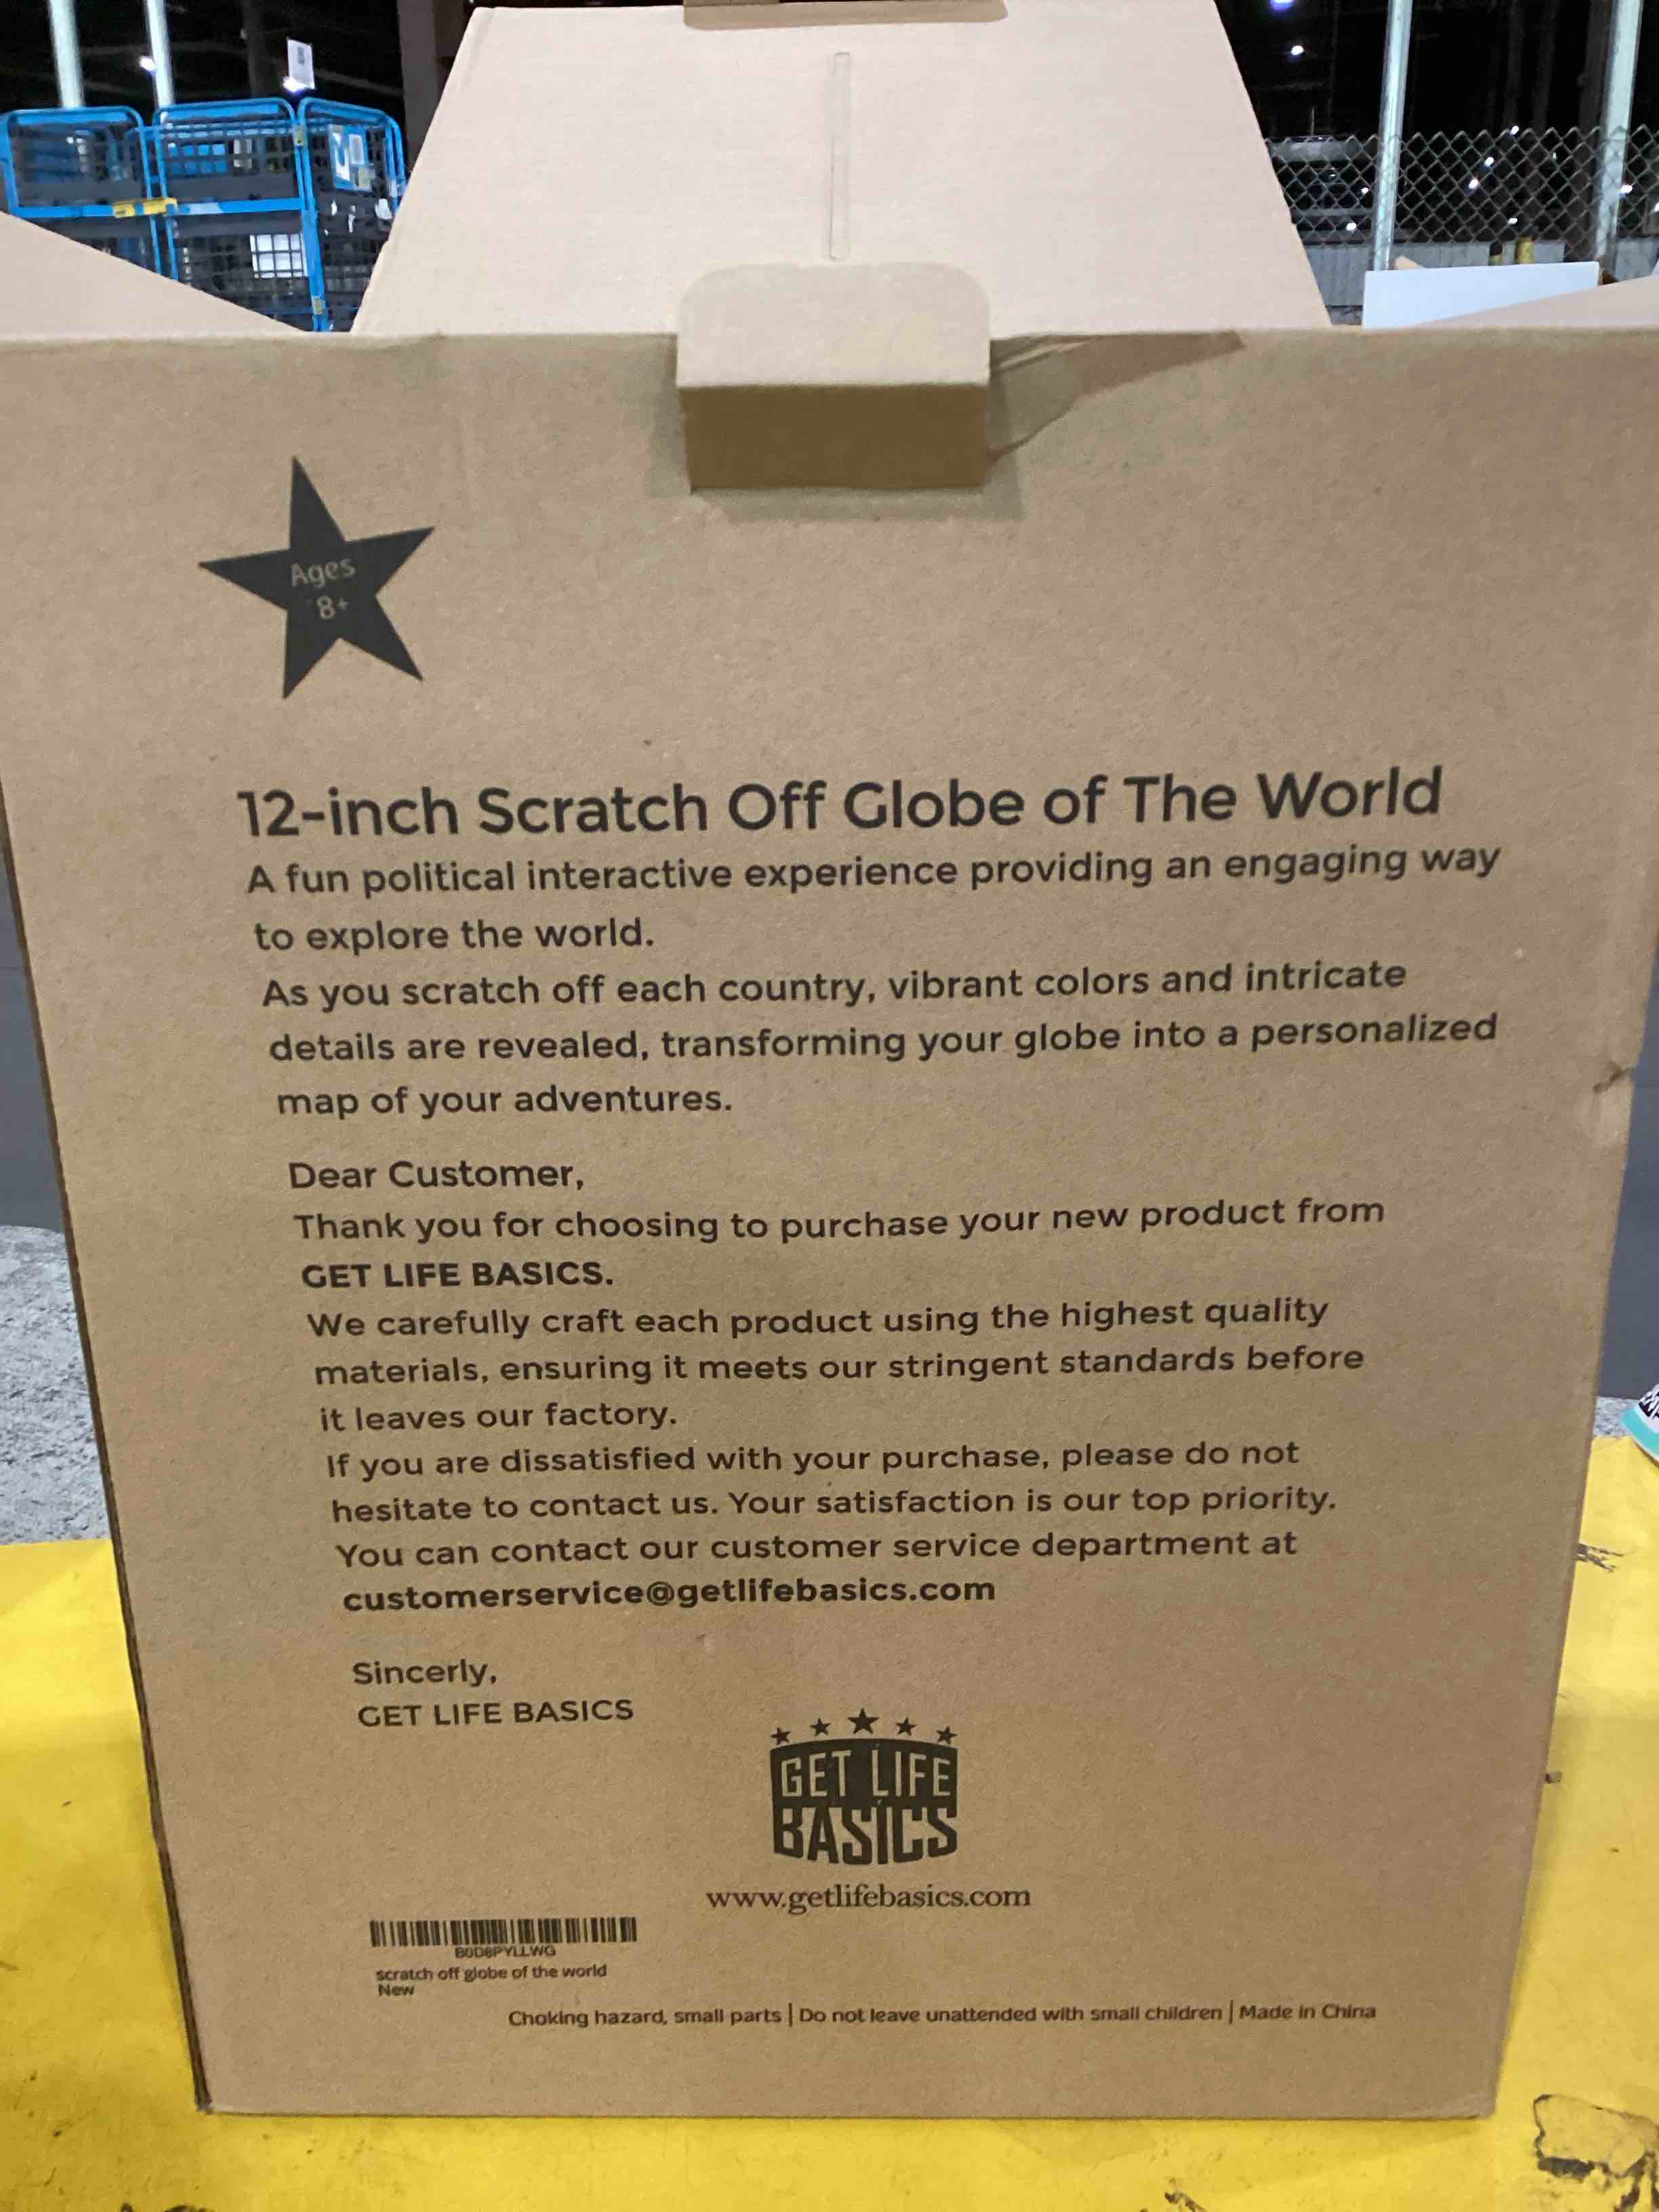 Ages
8+
12-inch Scratch Off Globe of The World
A fun political interactive experience providing an engaging way
to explore the world.
As you scratch off each country, vibrant colors and intricate
details are revealed, transforming your globe into a personalized
map of your adventures.
Dear Customer,
Thank you for choosing to purchase your new product from
GET LIFE BASICS.
We carefully craft each product using the highest quality
materials, ensuring it meets our stringent standards before
it leaves our factory.
If you are dissatisfied with your purchase, please do not
hesitate to contact us. Your satisfaction is our top priority.
You can contact our customer service department at
customerservice@getlifebasics.com
Sincerly,
GET LIFE BASICS
GET LIFE
BASICS
www.getlifebasics.com
B0D8PYLLWG
scratch off globe of the world
New
Choking hazard, small parts | Do not leave unattended with small children | Made in China